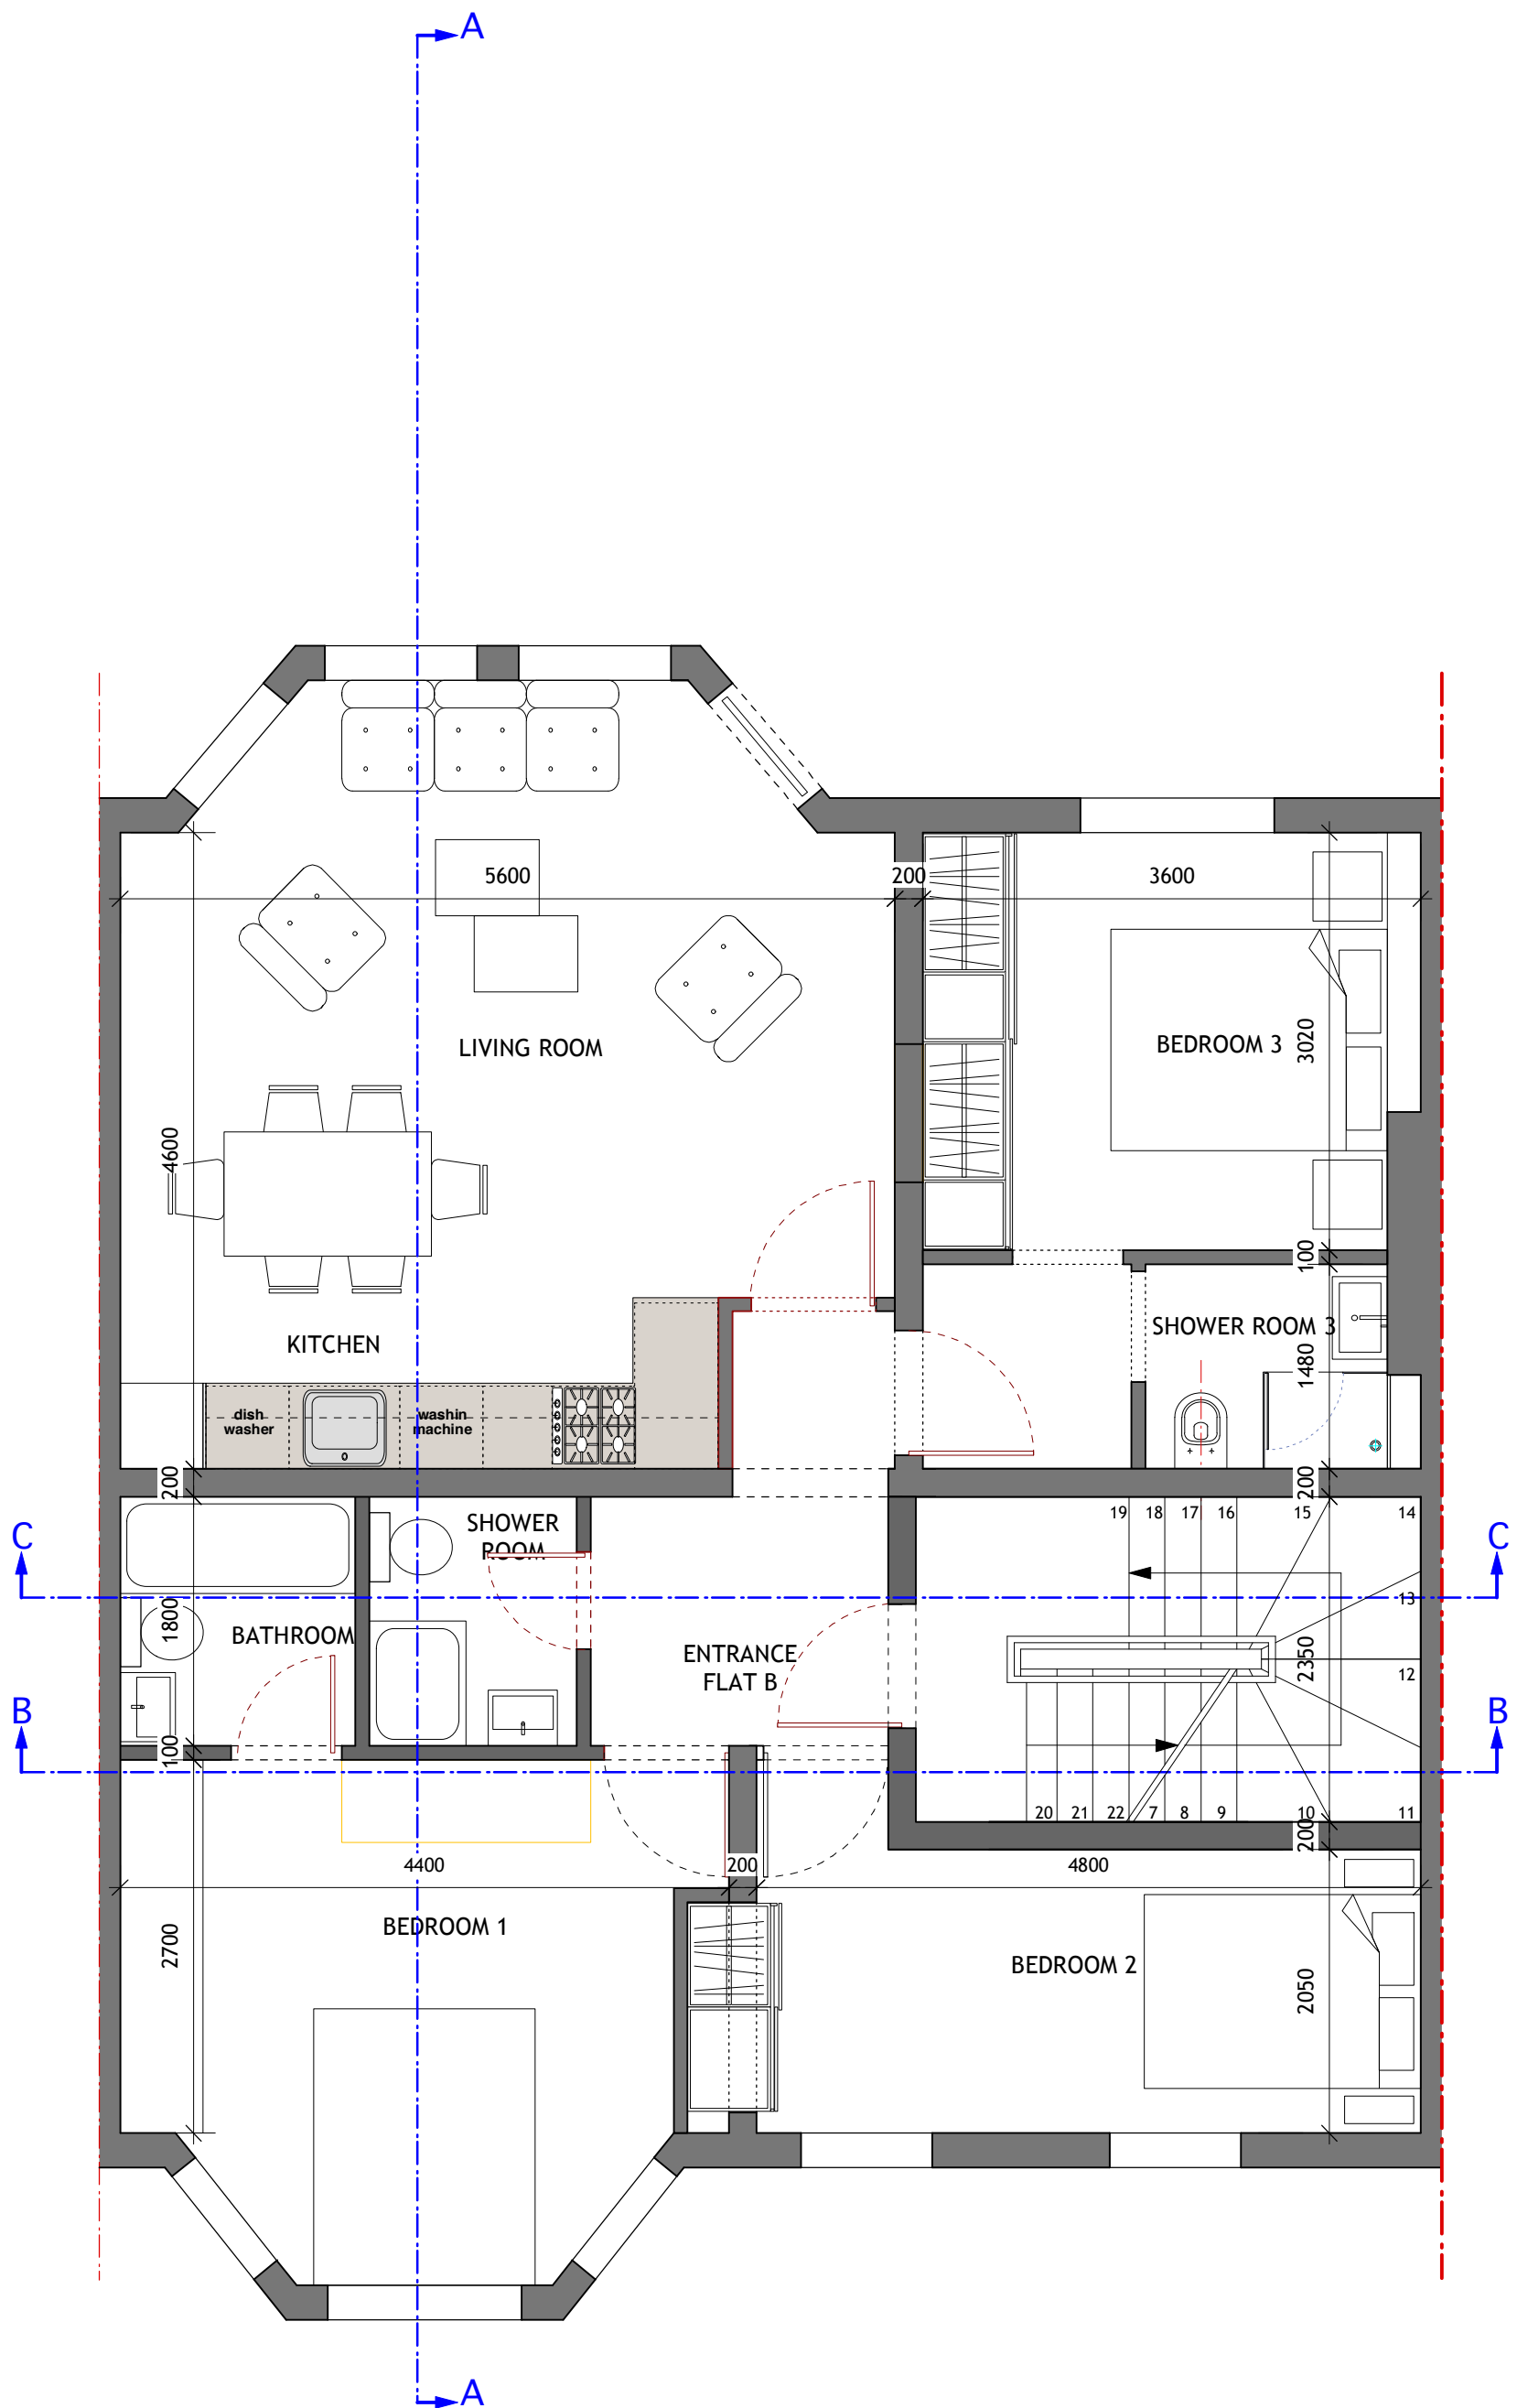 A
5600
200
3600
LIVING ROOM
BEDROOM 3
3020
4600
100
KITCHEN
SHOWER ROOM 3
1480
dish
washer
washin
machine
200
200
SHOWER
ROOM
19
18
17
16
15
14
C
C
13
1800
BATHROOM
ENTRANCE
FLAT B
2350
12
B
B
100
20
21
22
7
8
9
10
11
200
4400
200
4800
BEDROOM 1
2700
BEDROOM 2
2050
A